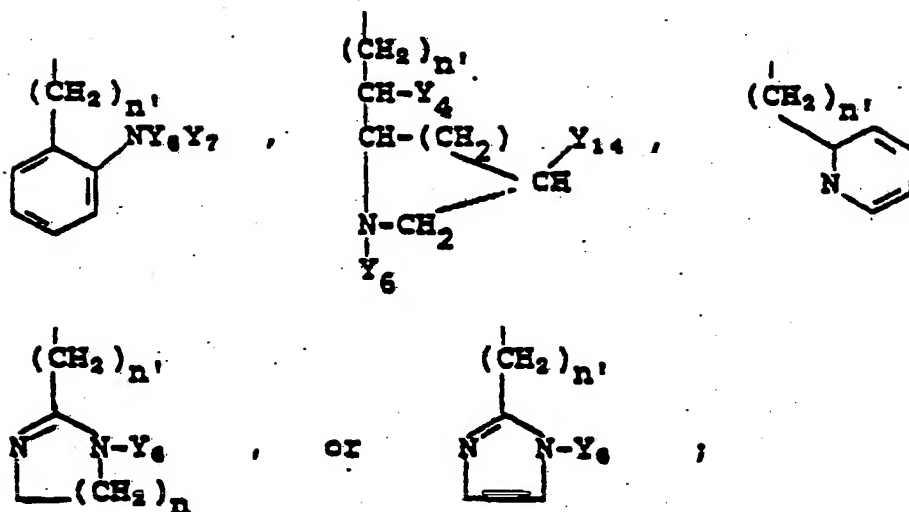 (CH2)n'
NY6Y7 ,
(CH2)n'
CH-Y4
CH-(CH2)
Y14 ,
CH
N-CH2
Y6
(CH2)n'
N
(CH2)n'
N N-Y6 , or
(CH2)n
(CH2)n'
N N-Y6 ;